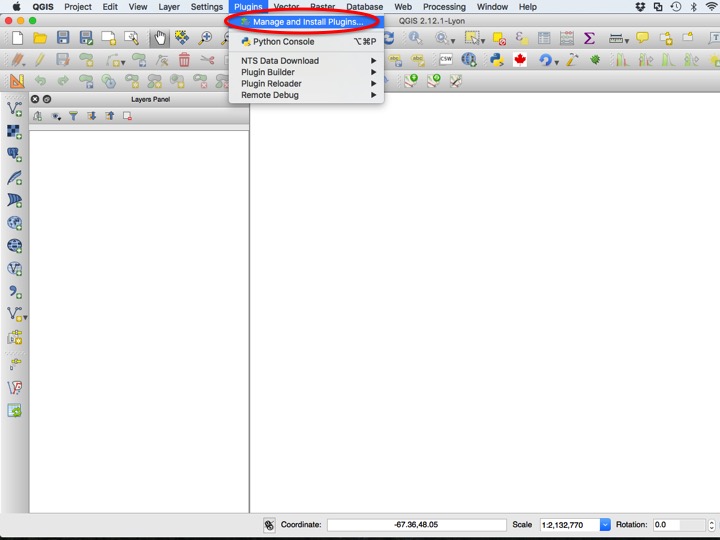 QGIS Project Edit View Layer Settings Plugins Vector Raster Database Web Processing Window Help
QGIS 2.12.1-Lyon
Manage and Install Plugins...
Python Console ⌥⌘P
NTS Data Download
Plugin Builder
Plugin Reloader
Remote Debug
CSW
Layers Panel
Coordinate: -67.36,48.05 Scale 1:2,132,770 Rotation: 0.0